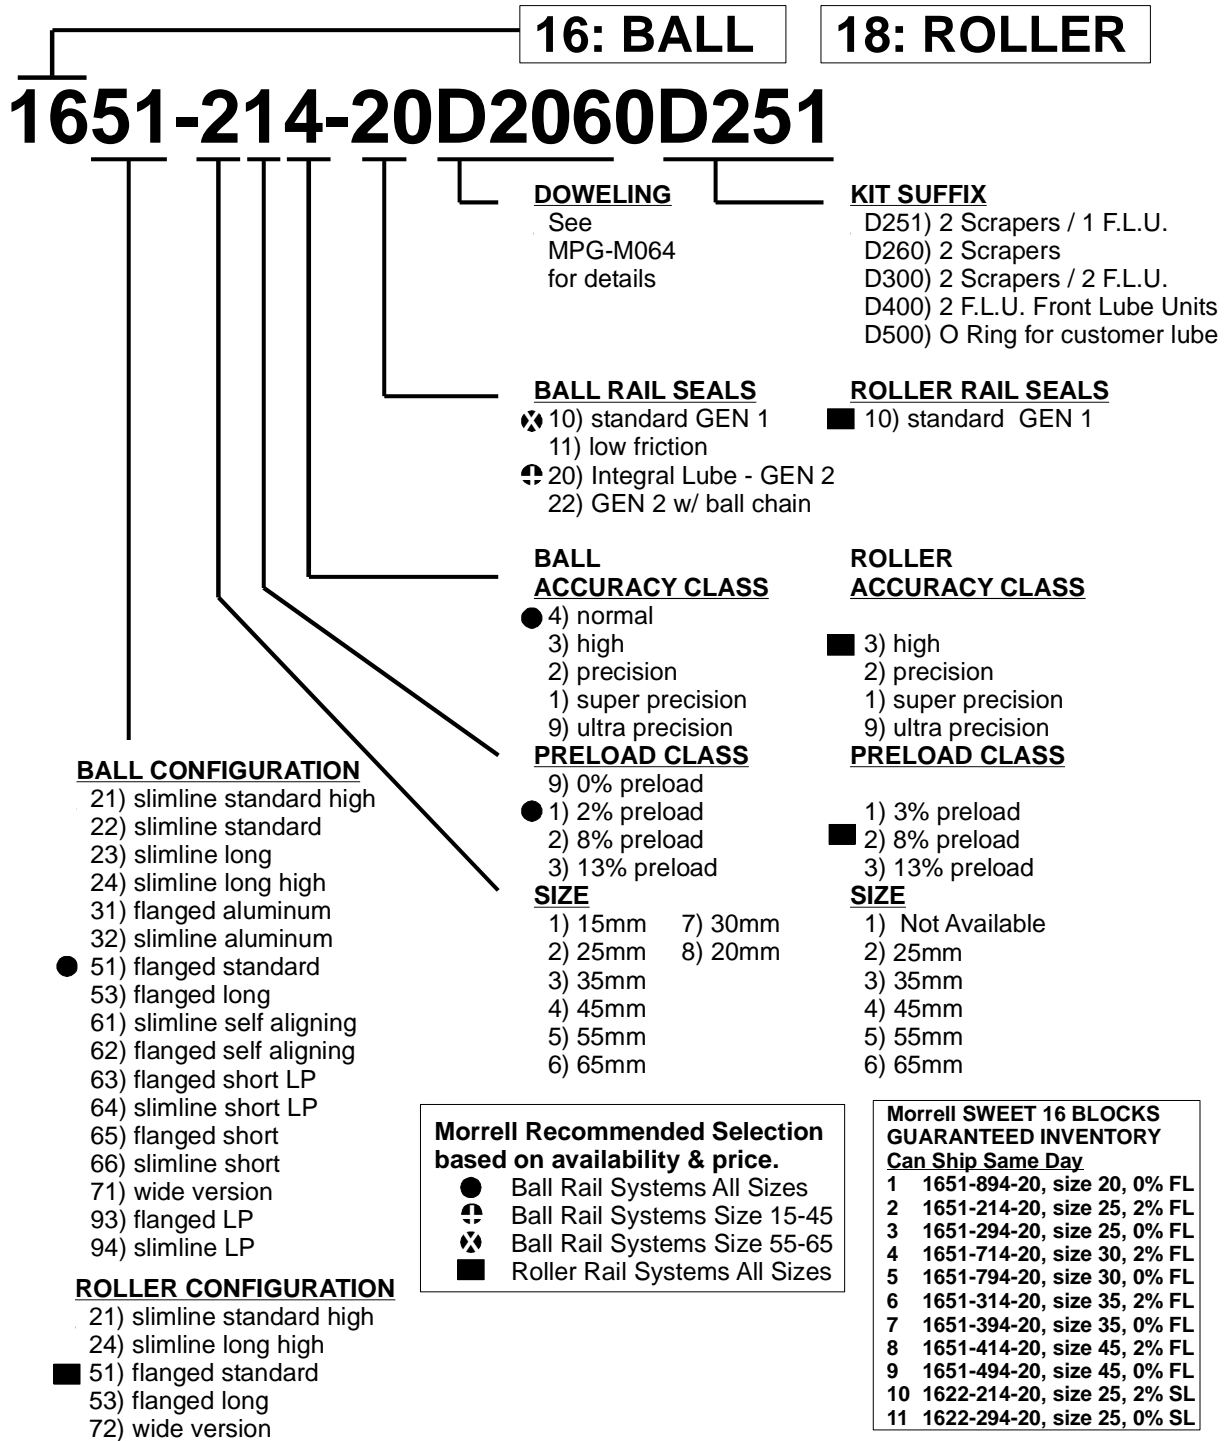 16: BALL
18: ROLLER
1651-214-20D2060D251
DOWELING
See
MPG-M064
for details
KIT SUFFIX
D251) 2 Scrapers / 1 F.L.U.
D260) 2 Scrapers
D300) 2 Scrapers / 2 F.L.U.
D400) 2 F.L.U. Front Lube Units
D500) O Ring for customer lube
BALL RAIL SEALS
10) standard GEN 1
11) low friction
20) Integral Lube - GEN 2
22) GEN 2 w/ ball chain
ROLLER RAIL SEALS
10) standard GEN 1
BALL
ACCURACY CLASS
4) normal
3) high
2) precision
1) super precision
9) ultra precision
ROLLER
ACCURACY CLASS
3) high
2) precision
1) super precision
9) ultra precision
PRELOAD CLASS
9) 0% preload
1) 2% preload
2) 8% preload
3) 13% preload
PRELOAD CLASS
1) 3% preload
2) 8% preload
3) 13% preload
SIZE
1) 15mm 7) 30mm
2) 25mm 8) 20mm
3) 35mm
4) 45mm
5) 55mm
6) 65mm
SIZE
1) Not Available
2) 25mm
3) 35mm
4) 45mm
5) 55mm
6) 65mm
BALL CONFIGURATION
21) slimline standard high
22) slimline standard
23) slimline long
24) slimline long high
31) flanged aluminum
32) slimline aluminum
51) flanged standard
53) flanged long
61) slimline self aligning
62) flanged self aligning
63) flanged short LP
64) slimline short LP
65) flanged short
66) slimline short
71) wide version
93) flanged LP
94) slimline LP
ROLLER CONFIGURATION
21) slimline standard high
24) slimline long high
51) flanged standard
53) flanged long
72) wide version
Morrell Recommended Selection
based on availability & price.
Ball Rail Systems All Sizes
Ball Rail Systems Size 15-45
Ball Rail Systems Size 55-65
Roller Rail Systems All Sizes
Morrell SWEET 16 BLOCKS
GUARANTEED INVENTORY
Can Ship Same Day
1 1651-894-20, size 20, 0% FL
2 1651-214-20, size 25, 2% FL
3 1651-294-20, size 25, 0% FL
4 1651-714-20, size 30, 2% FL
5 1651-794-20, size 30, 0% FL
6 1651-314-20, size 35, 2% FL
7 1651-394-20, size 35, 0% FL
8 1651-414-20, size 45, 2% FL
9 1651-494-20, size 45, 0% FL
10 1622-214-20, size 25, 2% SL
11 1622-294-20, size 25, 0% SL